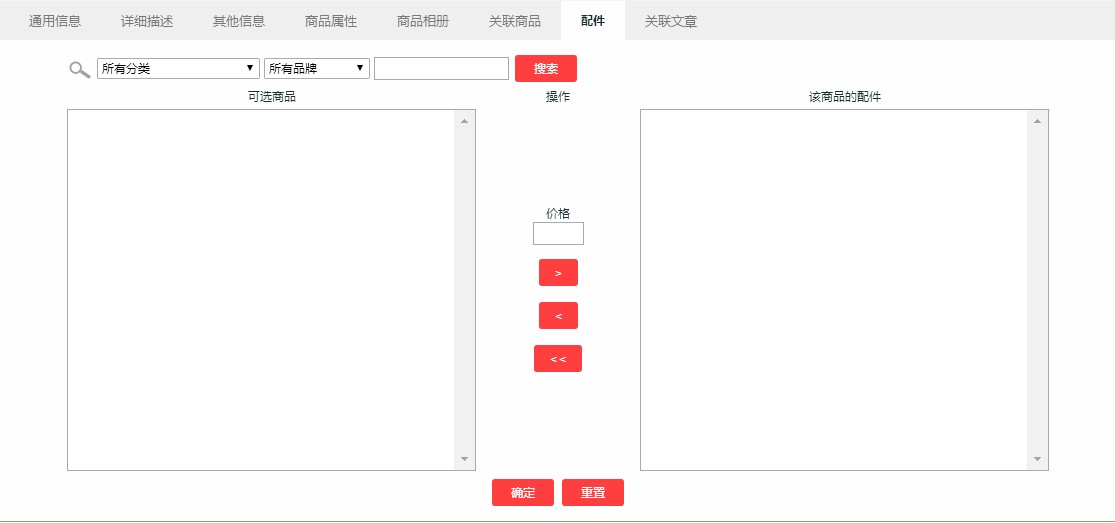 通用信息 详细描述 其他信息 商品属性 商品相册 关联商品 配件 关联文章
所有分类 所有品牌 搜索
可选商品 操作 该商品的配件
价格
>
<
<<
确定 重置